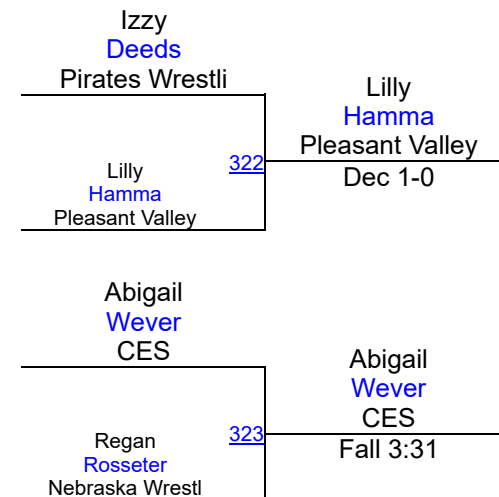 Izzy
Deeds
Pirates Wrestli
Lilly
Hamma
Pleasant Valley
322
Dec 1-0
Lilly
Hamma
Pleasant Valley
Abigail
Wever
CES
Abigail
Wever
CES
323
Fall 3:31
Regan
Rosseter
Nebraska Wrestl